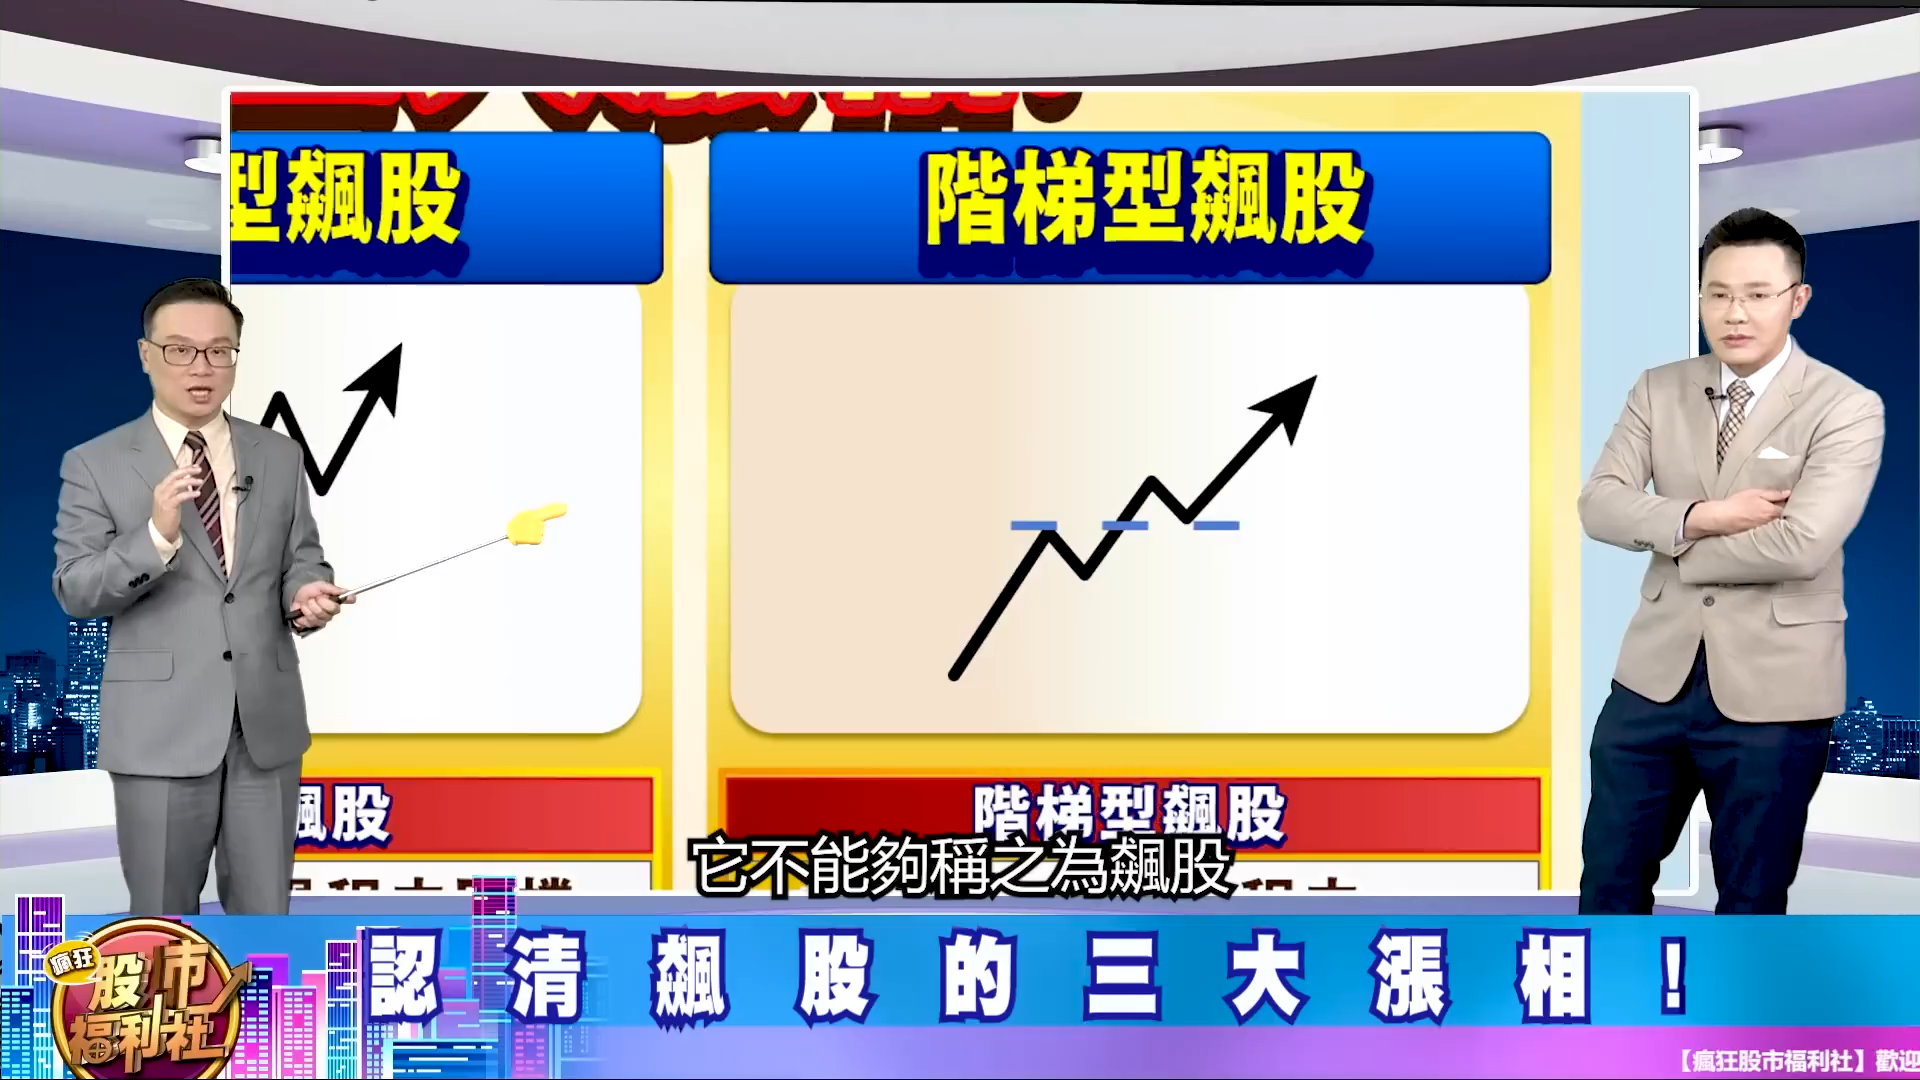 型飆股
階梯型飆股
飆股
階梯型飆股
它不能夠稱之為飆股
認清飆股的三大漲相！
瘋狂
股市
福利社
【瘋狂股市福利社】歡迎